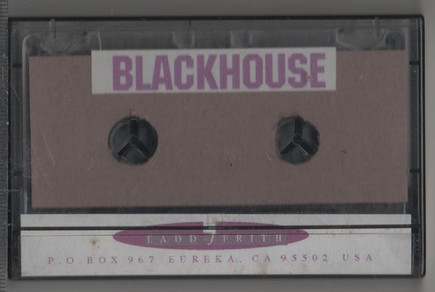 BLACKHOUSE
LADD-FRITH
P.O.BOX 967 EUREKA, CA 95502 USA